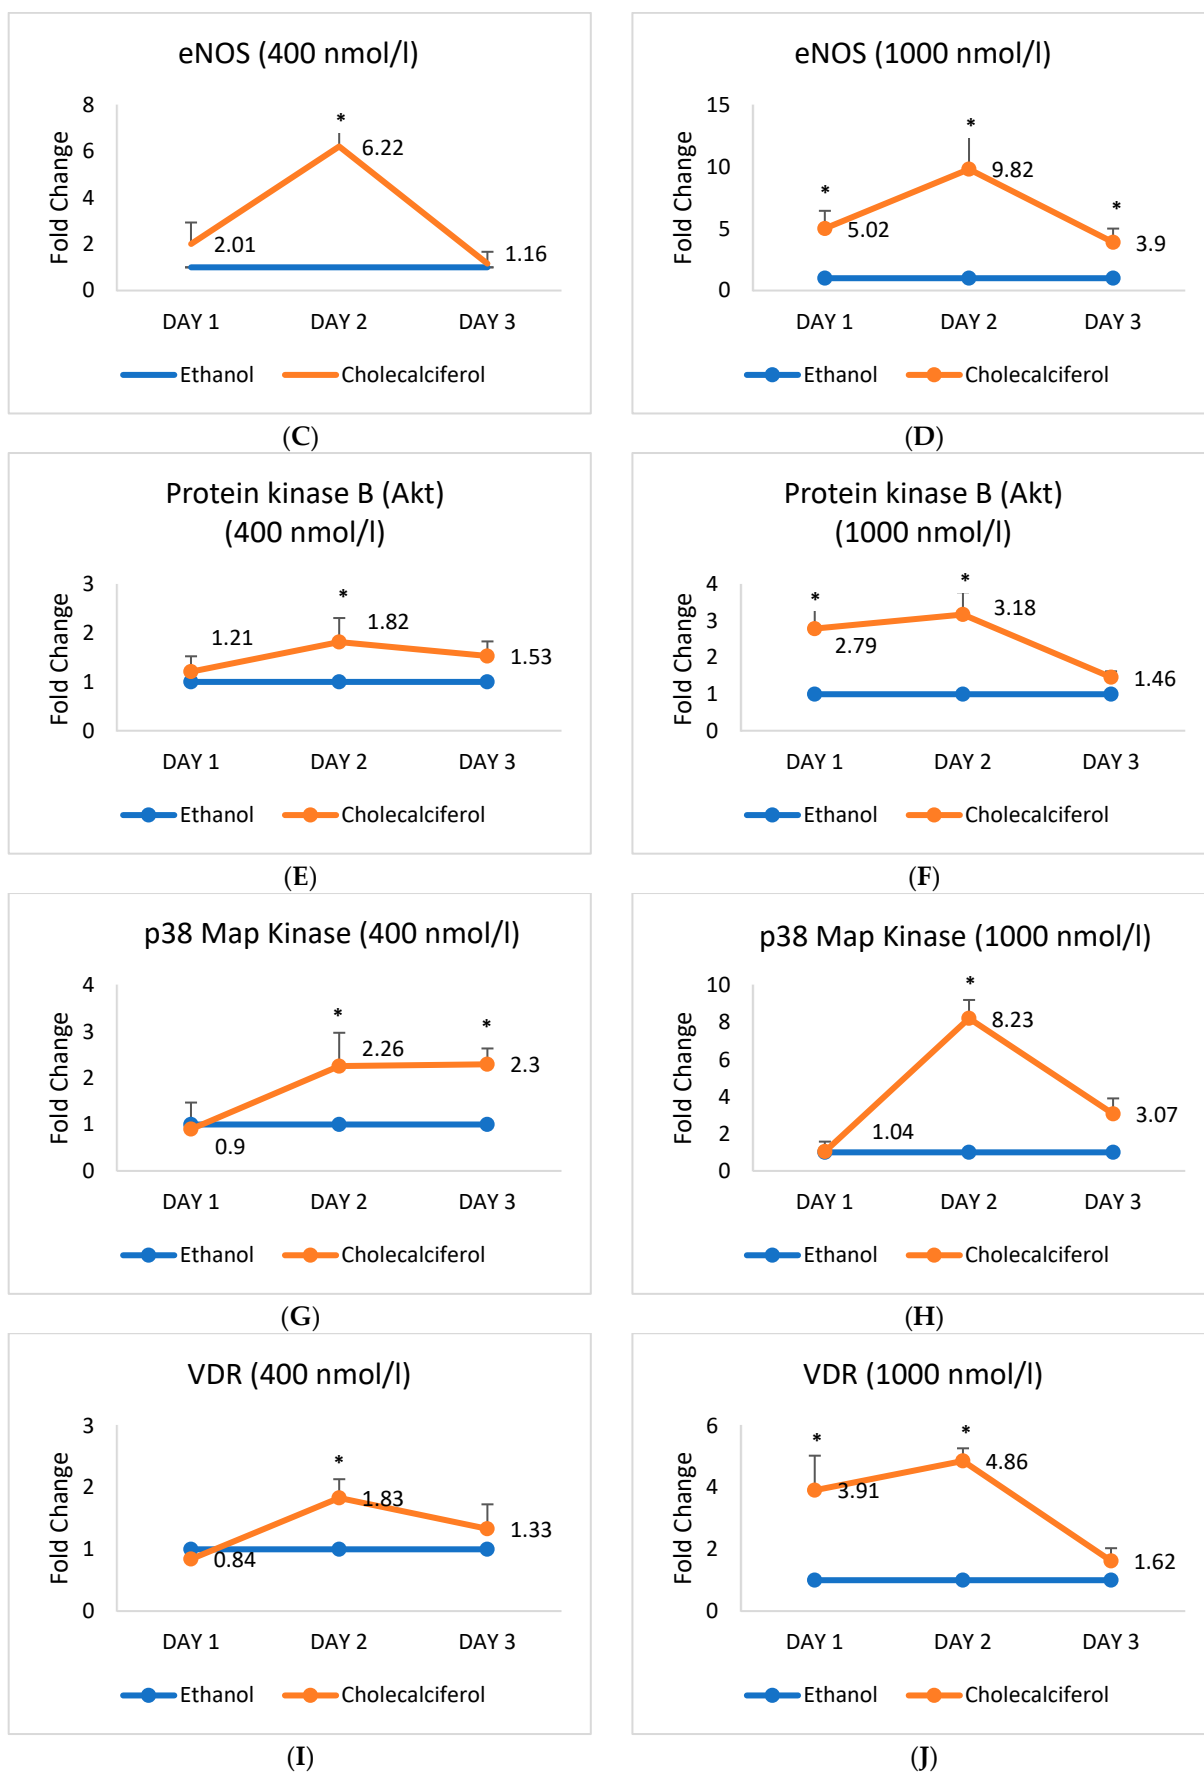 eNOS (400 nmol/l)
Fold Change
8
6
4
2
0
*
6.22
2.01
1.16
DAY 1 DAY 2 DAY 3
Ethanol Cholecalciferol
(C)
eNOS (1000 nmol/l)
Fold Change
15
10
5
0
*
*
*
9.82
5.02
3.9
DAY 1 DAY 2 DAY 3
Ethanol Cholecalciferol
(D)
Protein kinase B (Akt)
(400 nmol/l)
Fold Change
3
2
1
0
*
1.21
1.82
1.53
DAY 1 DAY 2 DAY 3
Ethanol Cholecalciferol
(E)
Protein kinase B (Akt)
(1000 nmol/l)
Fold Change
4
3
2
1
0
*
*
2.79
3.18
1.46
DAY 1 DAY 2 DAY 3
Ethanol Cholecalciferol
(F)
p38 Map Kinase (400 nmol/l)
Fold Change
4
3
2
1
0
*
*
0.9
2.26
2.3
DAY 1 DAY 2 DAY 3
Ethanol Cholecalciferol
(G)
p38 Map Kinase (1000 nmol/l)
Fold Change
10
8
6
4
2
0
*
1.04
8.23
3.07
DAY 1 DAY 2 DAY 3
Ethanol Cholecalciferol
(H)
VDR (400 nmol/l)
Fold Change
3
2
1
0
*
0.84
1.83
1.33
DAY 1 DAY 2 DAY 3
Ethanol Cholecalciferol
(I)
VDR (1000 nmol/l)
Fold Change
6
4
2
0
*
*
3.91
4.86
1.62
DAY 1 DAY 2 DAY 3
Ethanol Cholecalciferol
(J)